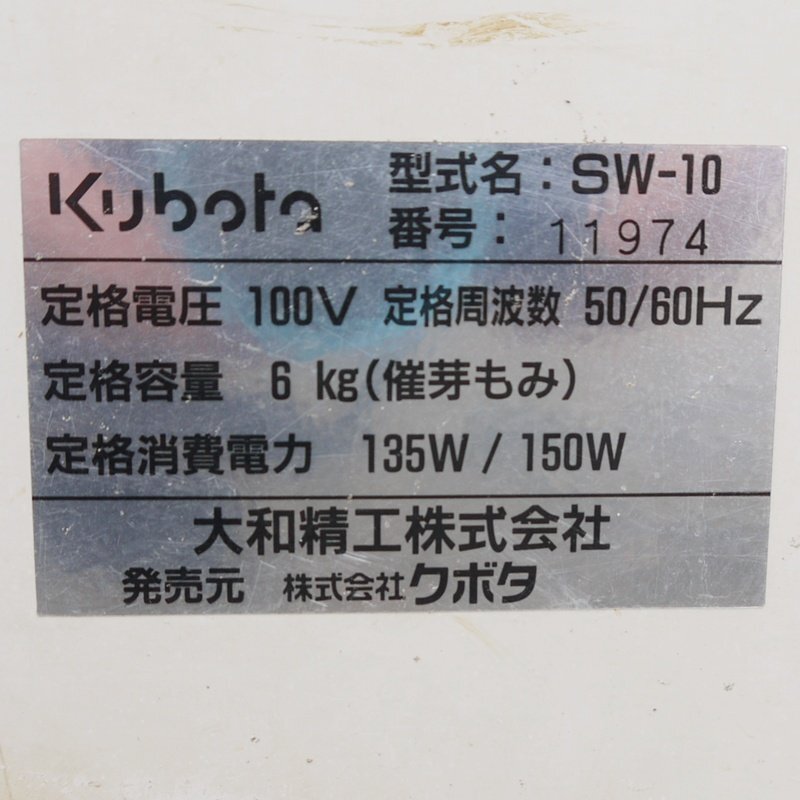 Kubota
型式名：SW-10
番号： 11974
定格電圧 100V 定格周波数 50/60Hz
定格容量 6 kg(催芽もみ)
定格消費電力 135W / 150W
大和精工株式会社
発売元 株式会社クボタ